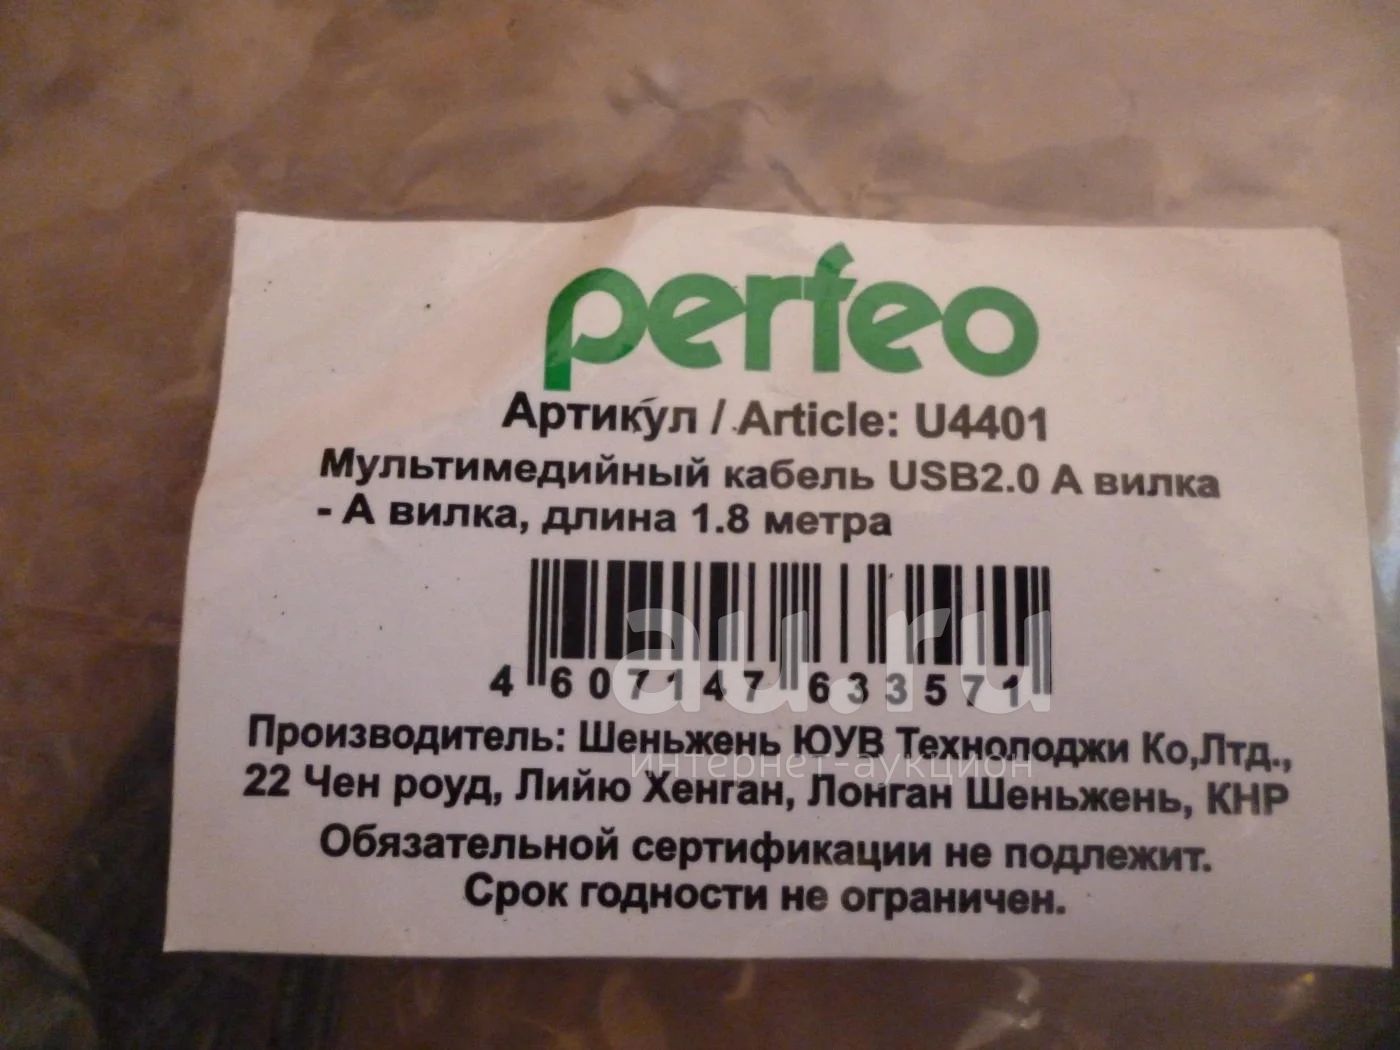 perfeo
Артикул / Article: U4401
Мультимедийный кабель USB2.0 А вилка
- А вилка, длина 1.8 метра
au.ru
4 607147 633571
Производитель: Шеньжень ЮУВ Технолоджи Ко,Лтд.,
интернет-аукцион
22 Чен роуд, Лийю Хенган, Лонган Шеньжень, КНР
Обязательной сертификации не подлежит.
Срок годности не ограничен.